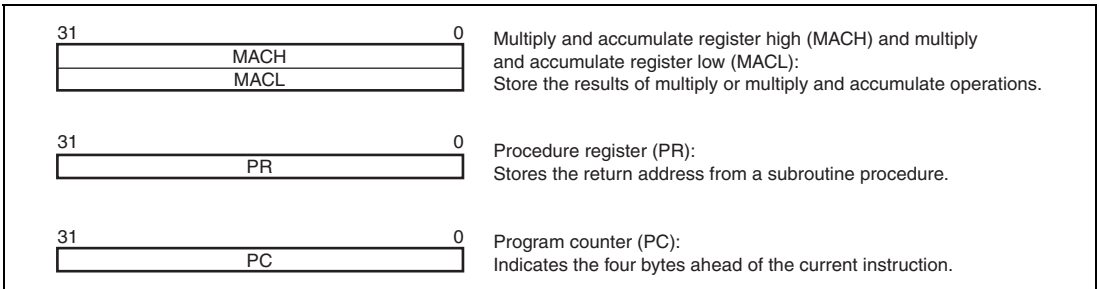 31 0
MACH
MACL
Multiply and accumulate register high (MACH) and multiply
and accumulate register low (MACL):
Store the results of multiply or multiply and accumulate operations.
31 0
PR
Procedure register (PR):
Stores the return address from a subroutine procedure.
31 0
PC
Program counter (PC):
Indicates the four bytes ahead of the current instruction.